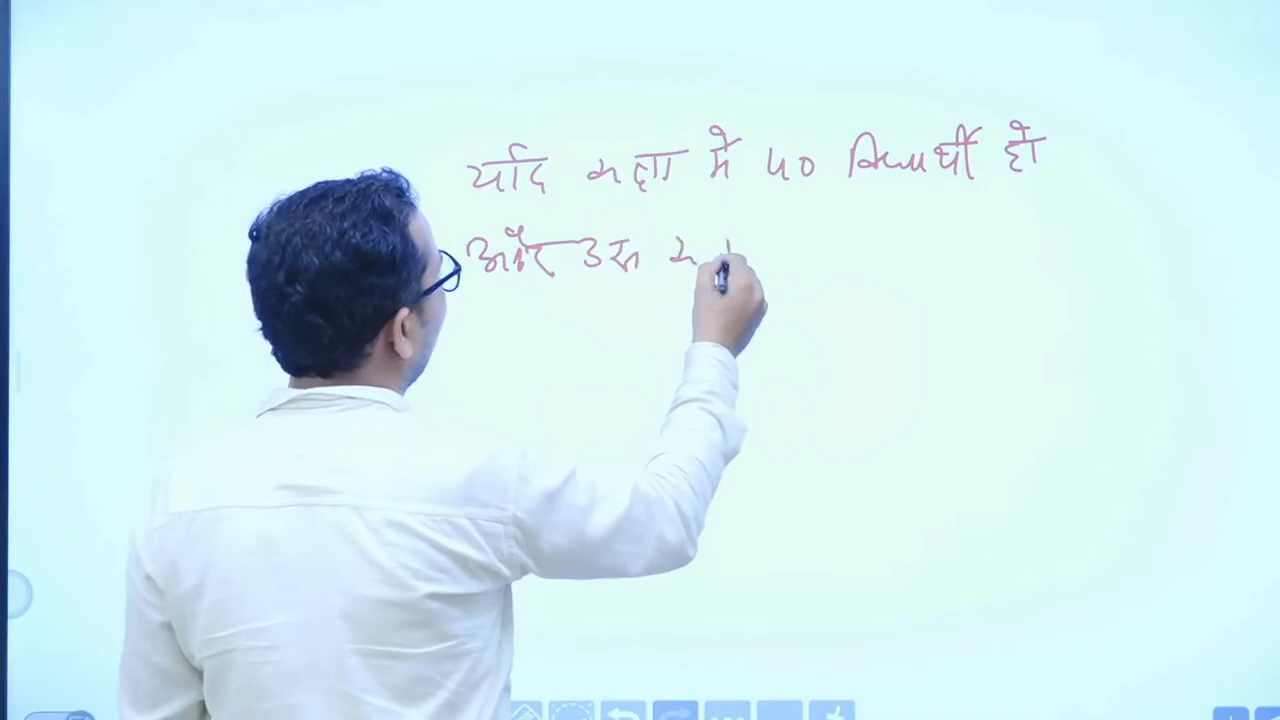 यदि कक्षा में 40 विद्यार्थी हो
और उस